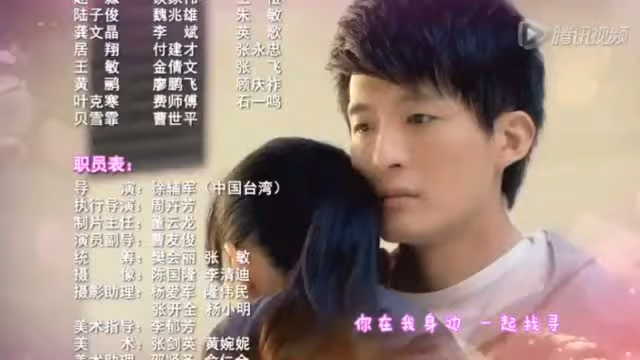 腾讯视频
陆子俊 魏兆雄 朱敏
龚文晶 李斌 英歌
居翔 付建才 张永忠
王敏 金倩文 张飞
黄鹂 廖鹏飞 顾庆祚
叶克寒 费师傅 石一鸣
贝雪霏 曹世平
职员表:
导演:徐辅军(中国台湾)
执行导演:周卉芳
制片主任:董云龙
演员副导:曹友俊
统筹:樊会丽 张敏
摄像:陈国隆 李清迪
摄影助理:杨爱军 隆伟民
张开全 杨小明
美术指导:李郁芳
美术:张剑英 黄婉妮
你在我身边 一起找寻